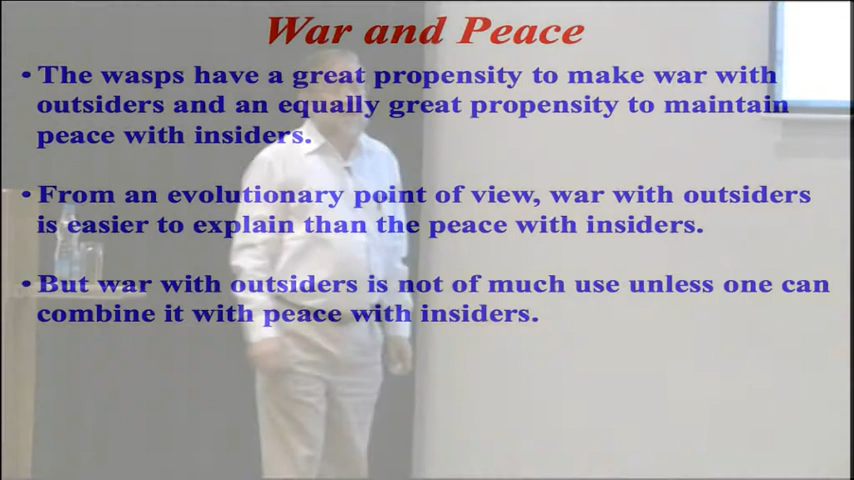 War and Peace
• The wasps have a great propensity to make war with
outsiders and an equally great propensity to maintain
peace with insiders.
• From an evolutionary point of view, war with outsiders
is easier to explain than the peace with insiders.
• But war with outsiders is not of much use unless one can
combine it with peace with insiders.